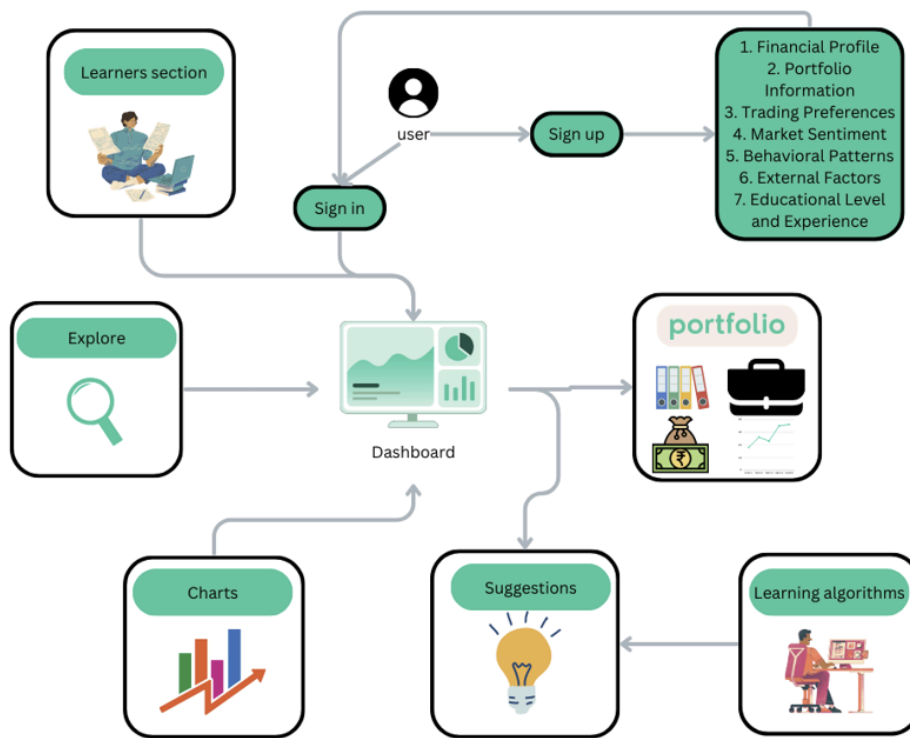 Learners section
user
Sign up
Sign in
1. Financial Profile
2. Portfolio
Information
3. Trading Preferences
4. Market Sentiment
5. Behavioral Patterns
6. External Factors
7. Educational Level
and Experience
Explore
Dashboard
portfolio
₹
Charts
Suggestions
Learning algorithms